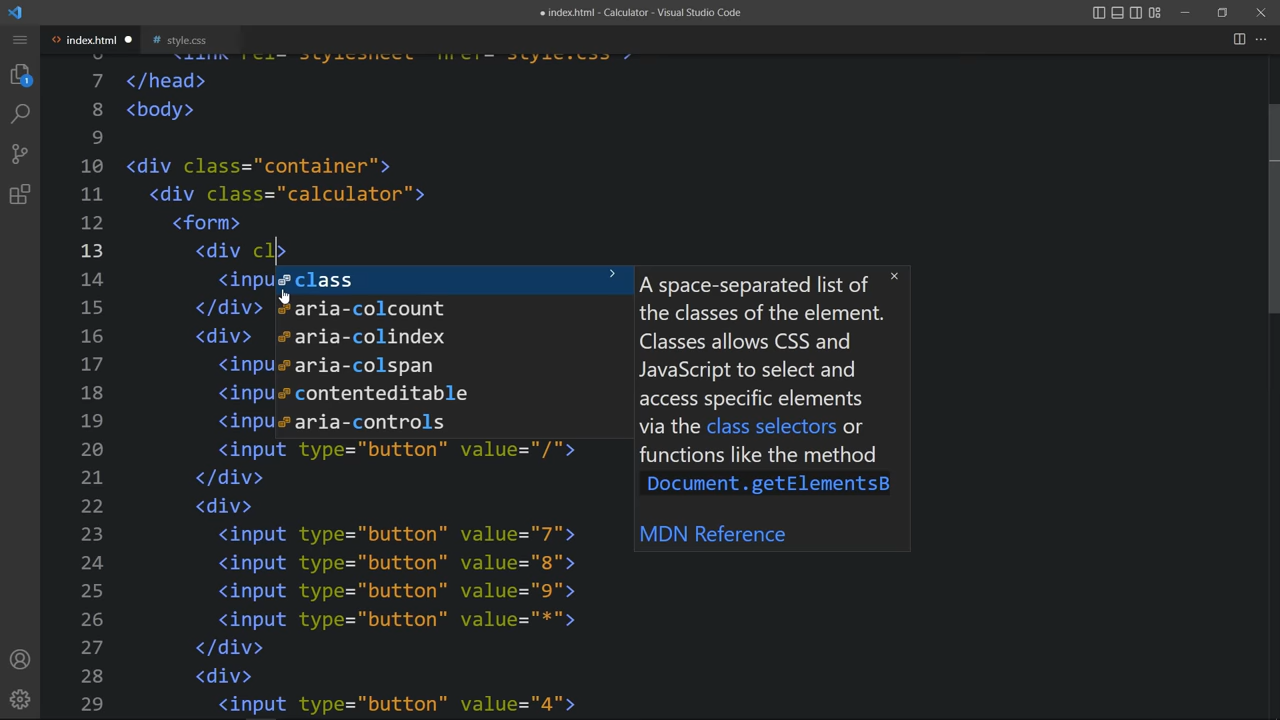 ● index.html - Calculator - Visual Studio Code
<> index.html ●
# style.css
1
7 </head>
8 <body>
9
10 <div class="container">
11 <div class="calculator">
12 <form>
13 <div cl>
14 <inpu
15 </div>
16 <div>
17 <inpu
18 <inpu
19 <inpu
20 <input type="button" value="/">
21 </div>
22 <div>
23 <input type="button" value="7">
24 <input type="button" value="8">
25 <input type="button" value="9">
26 <input type="button" value="*">
27 </div>
28 <div>
29 <input type="button" value="4">
class
aria-colcount
aria-colindex
aria-colspan
contenteditable
aria-controls
A space-separated list of
the classes of the element.
Classes allows CSS and
JavaScript to select and
access specific elements
via the class selectors or
functions like the method
Document.getElementsB
MDN Reference